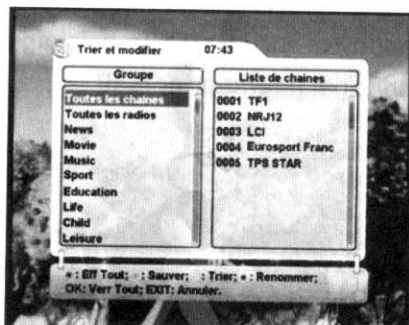 Trier et modifier 07:43
Groupe
Toutes les chaines
Toutes les radios
News
Movie
Music
Sport
Education
Life
Child
Leisure
Liste de chaines
0001 TF1
0002 NRJ12
0003 LCI
0004 Eurosport Franc
0005 TPS STAR
: Eff Tout; : Sauver; : Trier; : Renommer;
OK: Verr Tout; EXIT: Annuler.